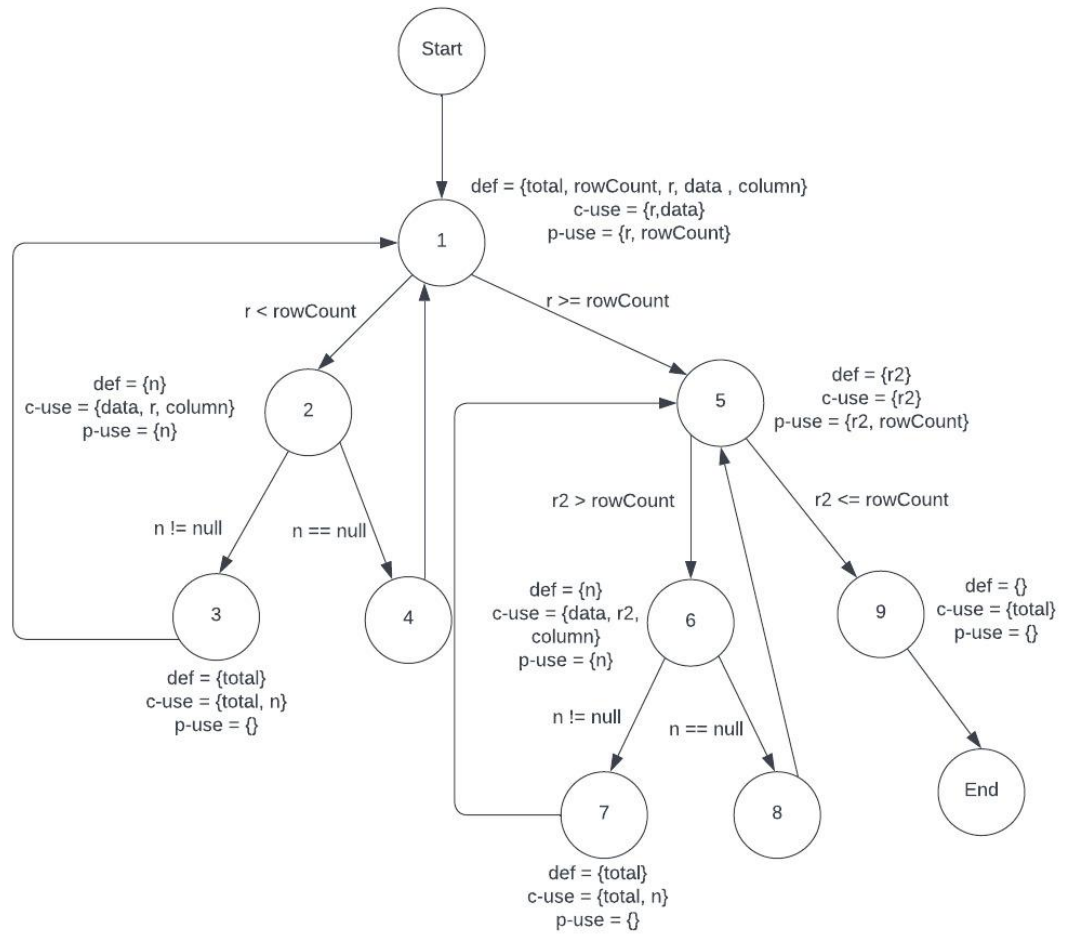 Start
def = {total, rowCount, r, data , column}
c-use = {r,data}
p-use = {r, rowCount}
1
r < rowCount
r >= rowCount
def = {n}
c-use = {data, r, column}
p-use = {n}
2
5
def = {r2}
c-use = {r2}
p-use = {r2, rowCount}
n != null
n == null
r2 > rowCount
r2 <= rowCount
3
4
def = {total}
c-use = {total, n}
p-use = {}
def = {n}
c-use = {data, r2,
column}
p-use = {n}
6
9
def = {}
c-use = {total}
p-use = {}
n != null
n == null
7
8
End
def = {total}
c-use = {total, n}
p-use = {}